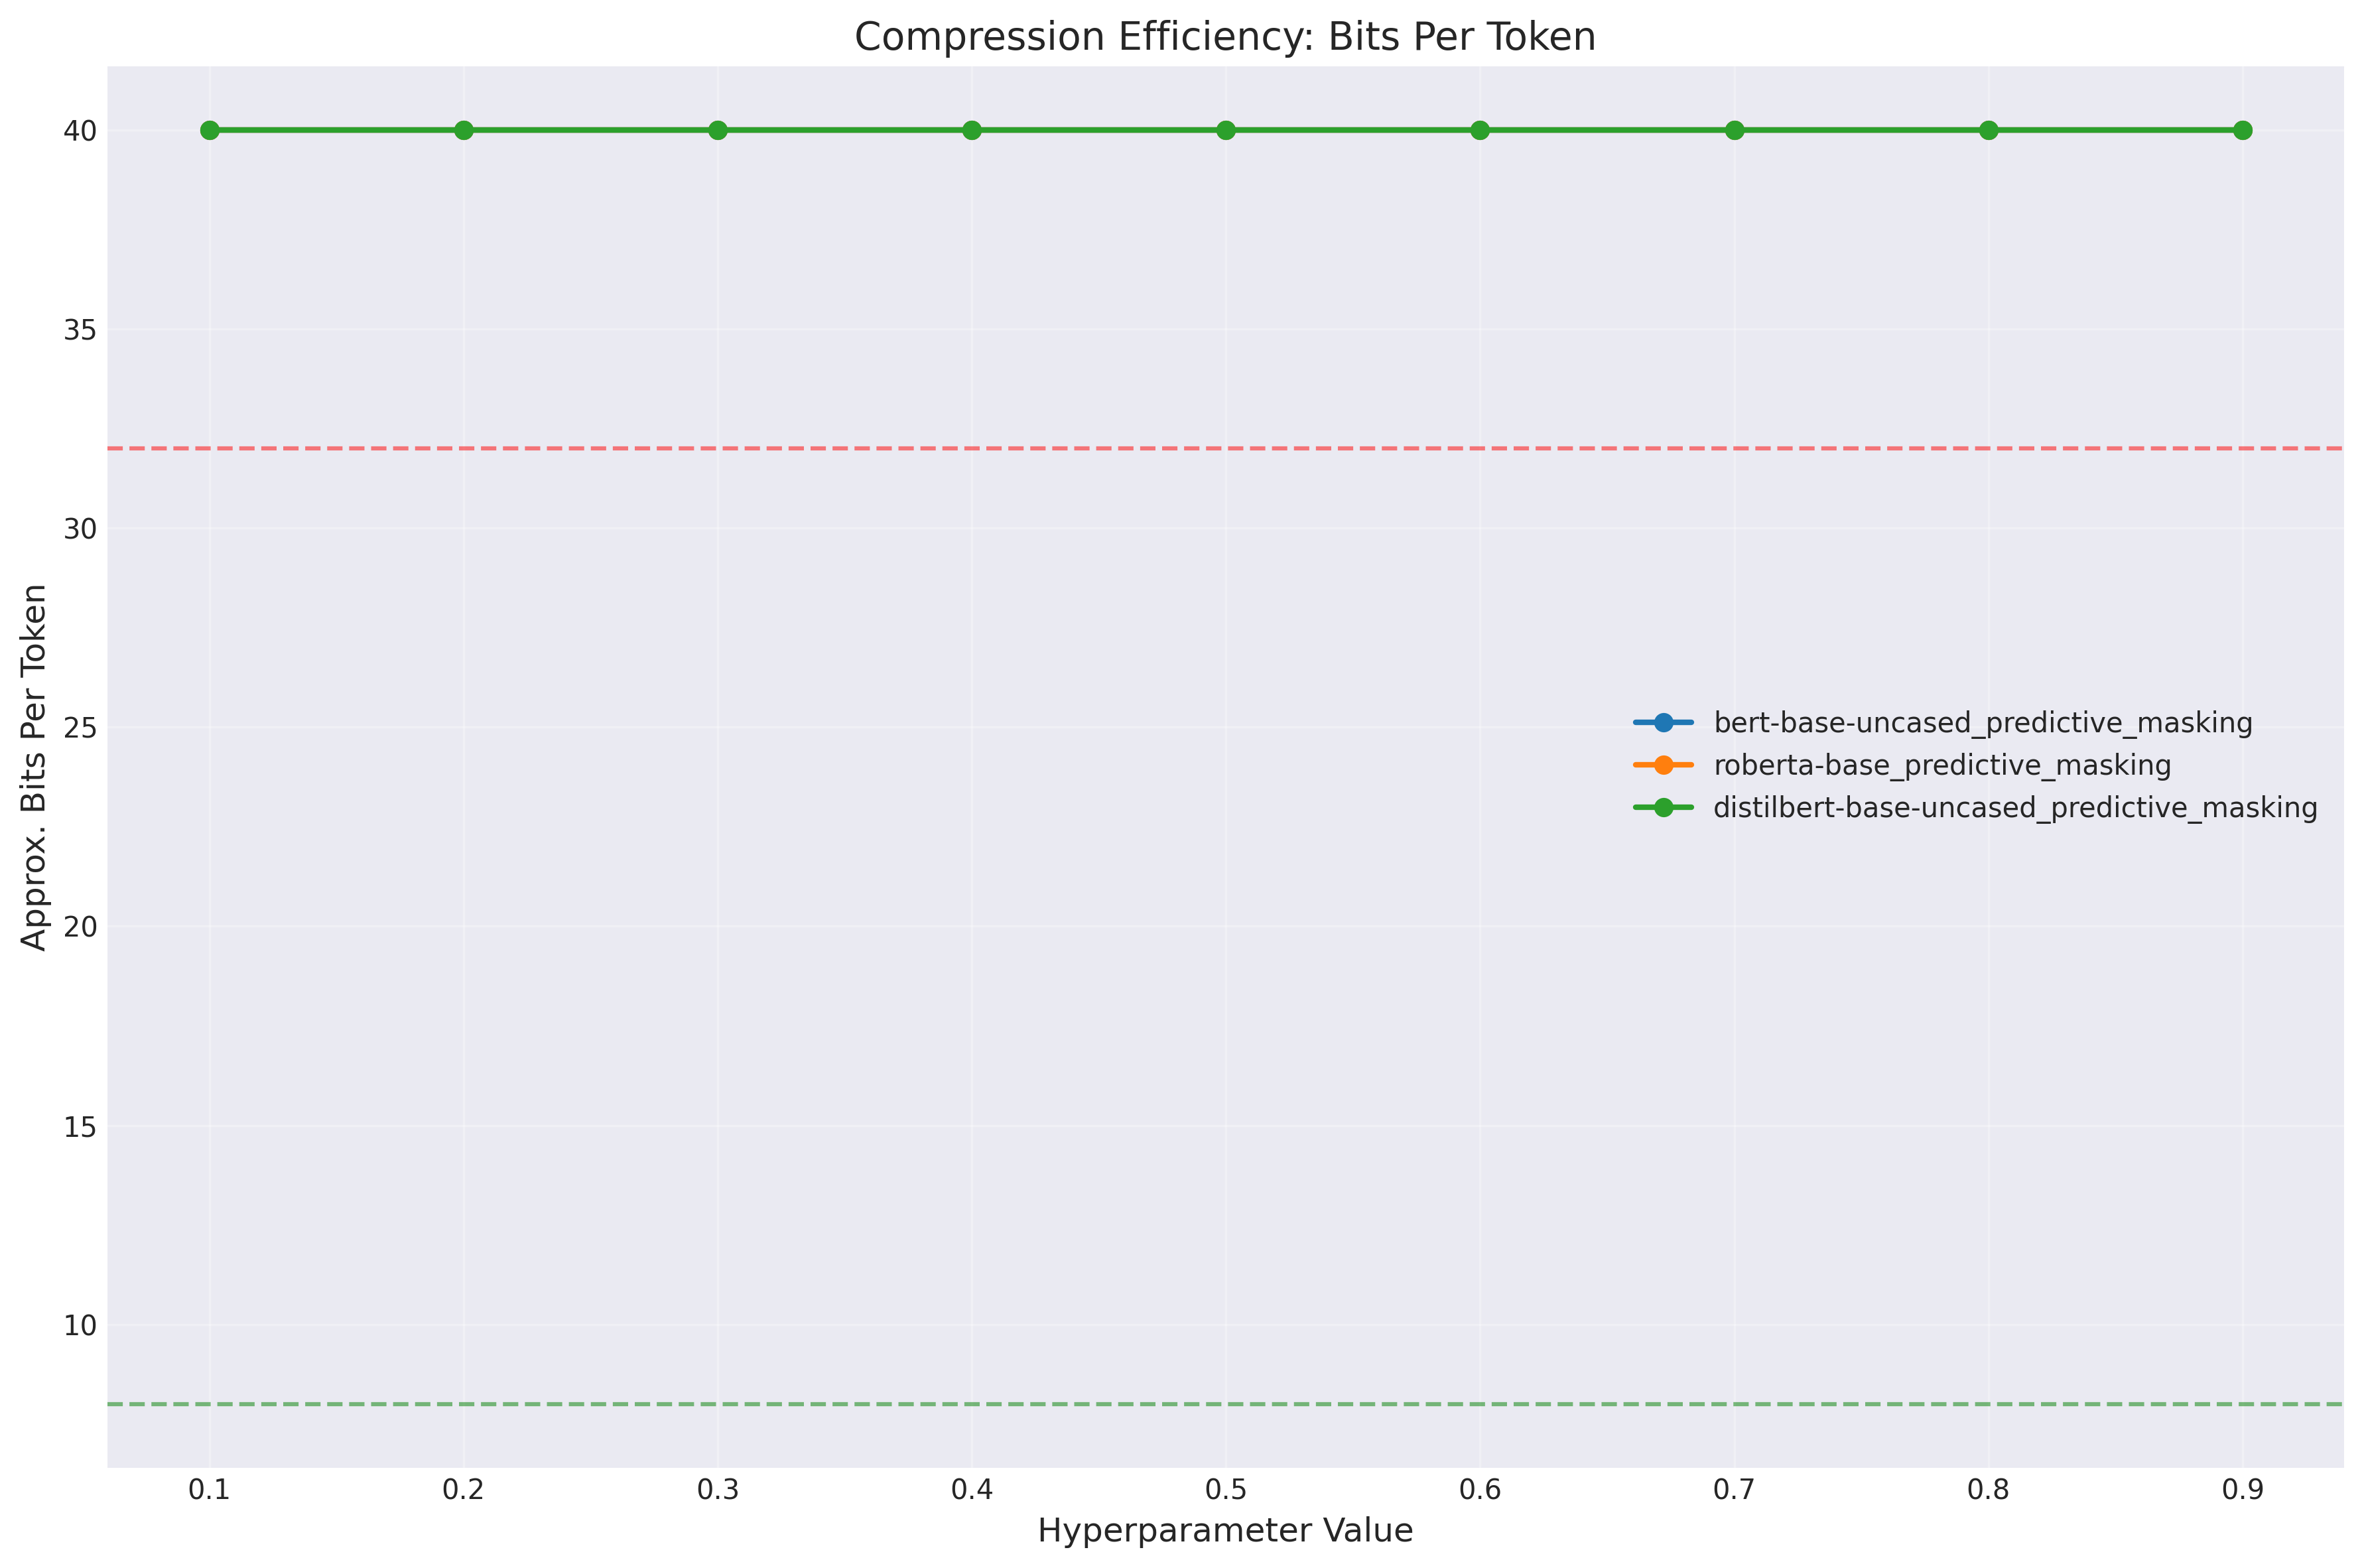 Compression Efficiency: Bits Per Token
Approx. Bits Per Token
40
35
30
25
20
15
10
bert-base-uncased_predictive_masking
roberta-base_predictive_masking
distilbert-base-uncased_predictive_masking
0.1 0.2 0.3 0.4 0.5 0.6 0.7 0.8 0.9
Hyperparameter Value